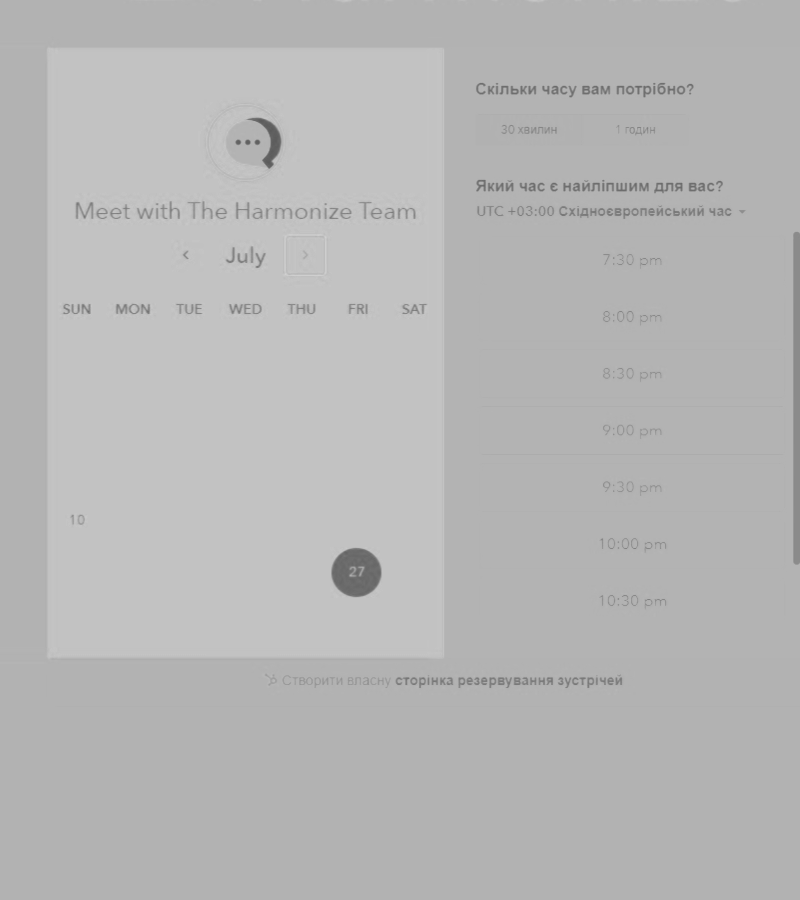 Meet with The Harmonize Team
July
SUN MON TUE WED THU FRI SAT
10
27
Скільки часу вам потрібно?
30 хвилин 1 годин
Який час є найліпшим для вас?
UTC +03:00 Східноєвропейський час
7:30 pm
8:00 pm
8:30 pm
9:00 pm
9:30 pm
10:00 pm
10:30 pm
Створити власну сторінка резервування зустрічей